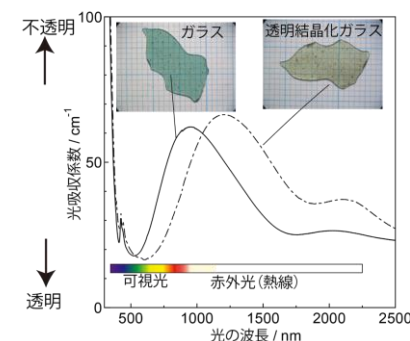 不透明
透明
光吸収係数 / cm⁻¹
100
50
0
ガラス
透明結晶化ガラス
可視光
赤外光(熱線)
500 1000 1500 2000 2500
光の波長 / nm